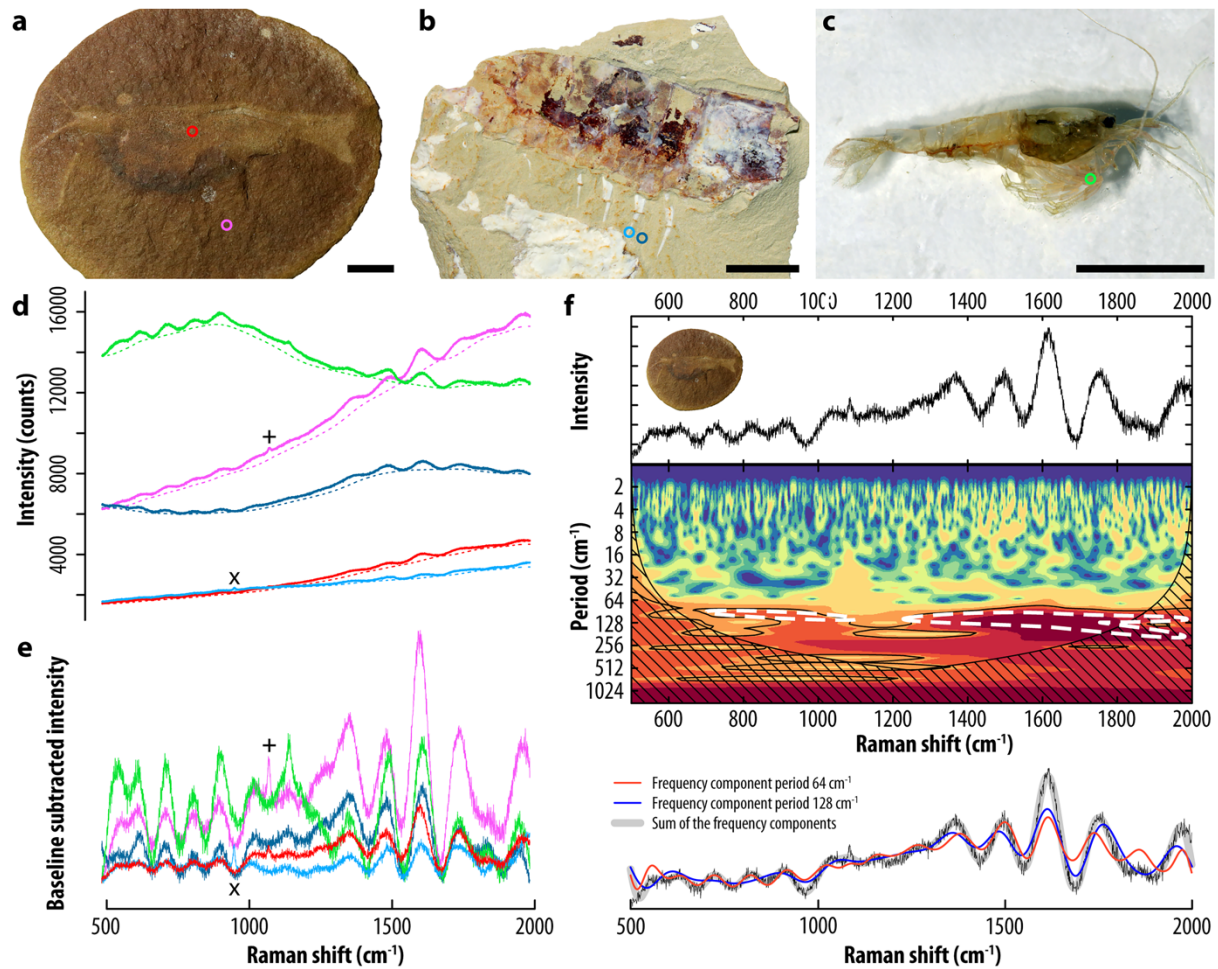 a
b
c
d
16000
12000
8000
4000
Intensity (counts)
+
x
e
Baseline subtracted intensity
+
x
500
1000
1500
2000
Raman shift (cm⁻¹)
f
600
800
1000
1200
1400
1600
1800
2000
Intensity
Period (cm⁻¹)
2
4
8
16
32
64
128
256
512
1024
600
800
1000
1200
1400
1600
1800
2000
Raman shift (cm⁻¹)
Frequency component period 64 cm⁻¹
Frequency component period 128 cm⁻¹
Sum of the frequency components
500
1000
1500
2000
Raman shift (cm⁻¹)